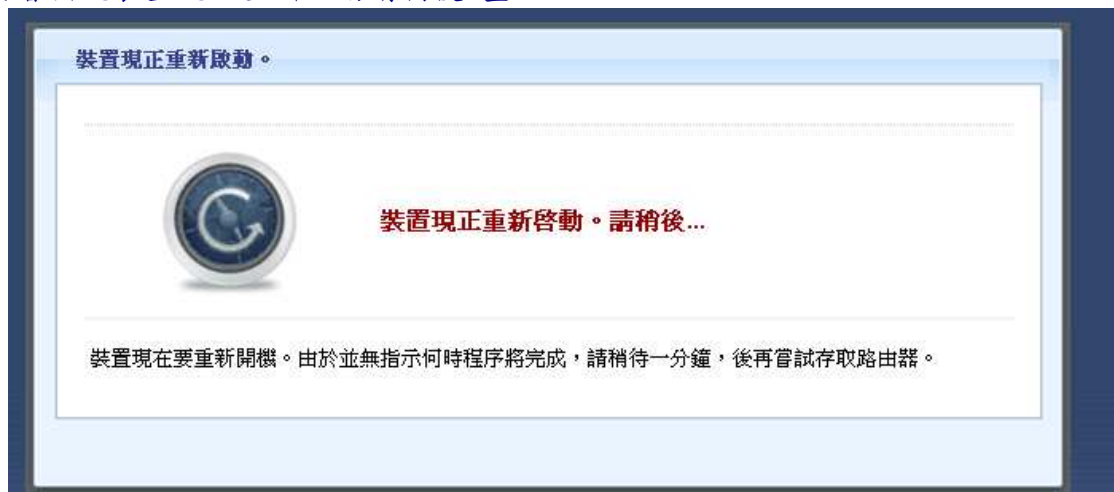 裝置現正重新啟動。
裝置現正重新啓動。請稍後...
裝置現在要重新開機。由於並無指示何時程序將完成，請稍待一分鐘，後再嘗試存取路由器。